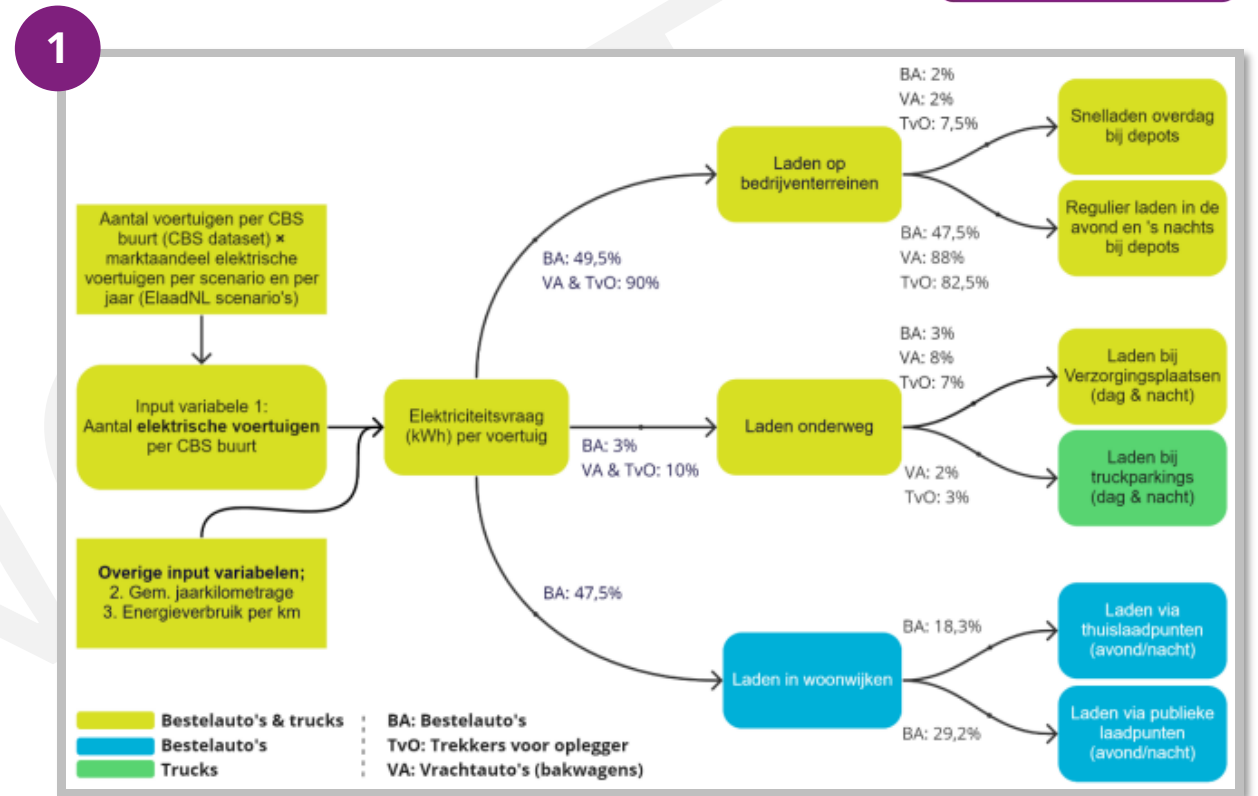 1
Aantal voertuigen per CBS
buurt (CBS dataset) ×
marktaandeel elektrische
voertuigen per scenario en per
jaar (ElaadNL scenario's)
Input variabele 1:
Aantal elektrische voertuigen
per CBS buurt
Overige input variabelen;
2. Gem. jaarkilometrage
3. Energieverbruik per km
Elektriciteitsvraag
(kWh) per voertuig
BA: 49,5%
VA & TvO: 90%
Laden op
bedrijventerreinen
BA: 2%
VA: 2%
TvO: 7,5%
Snelladen overdag
bij depots
BA: 47,5%
VA: 88%
TvO: 82,5%
Regulier laden in de
avond en 's nachts
bij depots
BA: 3%
VA & TvO: 10%
Laden onderweg
BA: 3%
VA: 8%
TvO: 7%
Laden bij
Verzorgingsplaatsen
(dag & nacht)
VA: 2%
TvO: 3%
Laden bij
truckparkings
(dag & nacht)
BA: 47,5%
Laden in woonwijken
BA: 18,3%
Laden via
thuislaadpunten
(avond/nacht)
BA: 29,2%
Laden via publieke
laadpunten
(avond/nacht)
Bestelauto's & trucks
Bestelauto's
Trucks
BA: Bestelauto's
TvO: Trekkers voor oplegger
VA: Vrachtauto's (bakwagens)